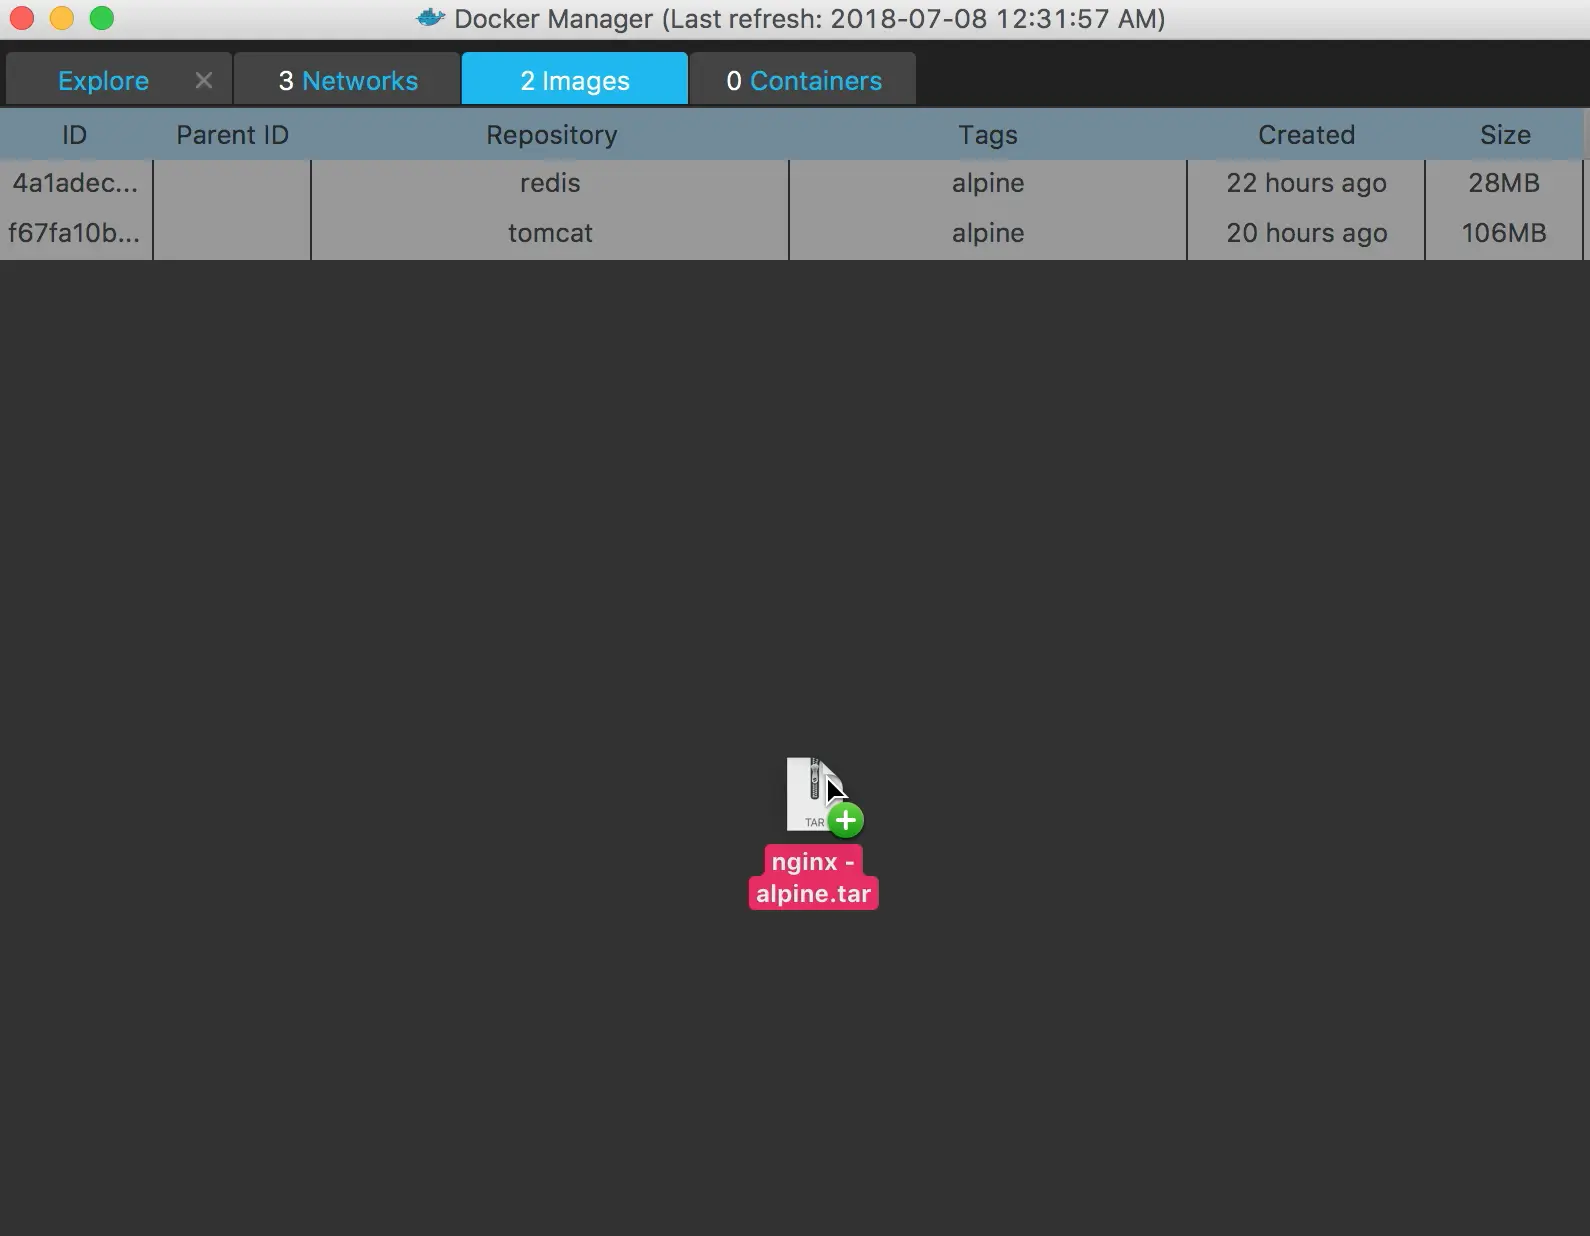 Docker Manager (Last refresh: 2018-07-08 12:31:57 AM)
Explore 3 Networks 2 Images 0 Containers
ID Parent ID Repository Tags Created Size
4a1adec... redis alpine 22 hours ago 28MB
f67fa10b... tomcat alpine 20 hours ago 106MB
TAR
nginx -
alpine.tar